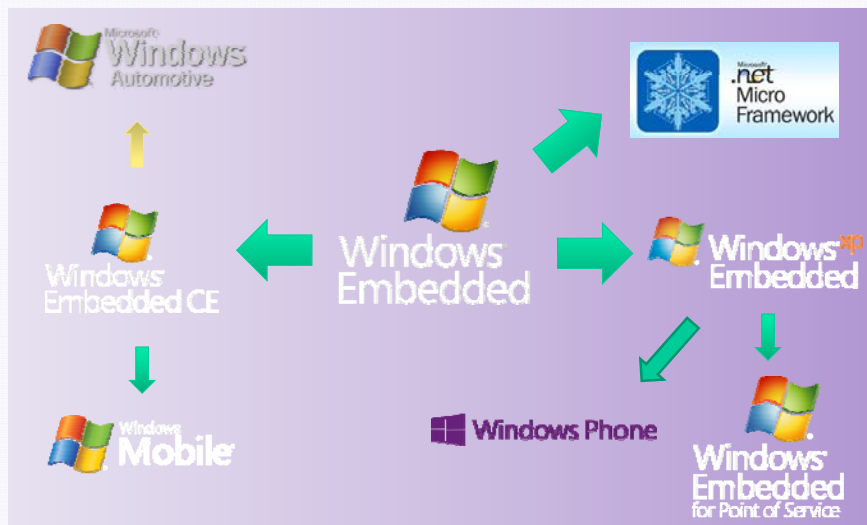 Microsoft
Windows
Automotive
Microsoft
.net
Micro
Framework
Windows
Embedded CE
Windows
Embedded
Windows xp
Embedded
Windows
Mobile
Windows Phone
Windows
Embedded
for Point of Service